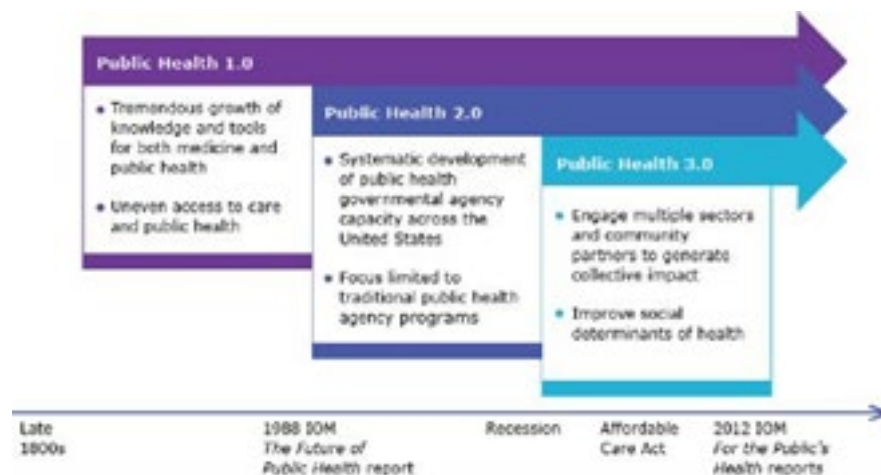 Public Health 1.0
• Tremendous growth of
knowledge and tools
for both medicine and
public health
• Uneven access to care
and public health
Public Health 2.0
• Systematic development
of public health
governmental agency
capacity across the
United States
• Focus limited to
traditional public health
agency programs
Public Health 3.0
• Engage multiple sectors
and community
partners to generate
collective impact
• Improve social
determinants of health
Late
1800s
1988 IOM
The Future of
Public Health report
Recession
Affordable
Care Act
2012 IOM
For the Public's
Health reports